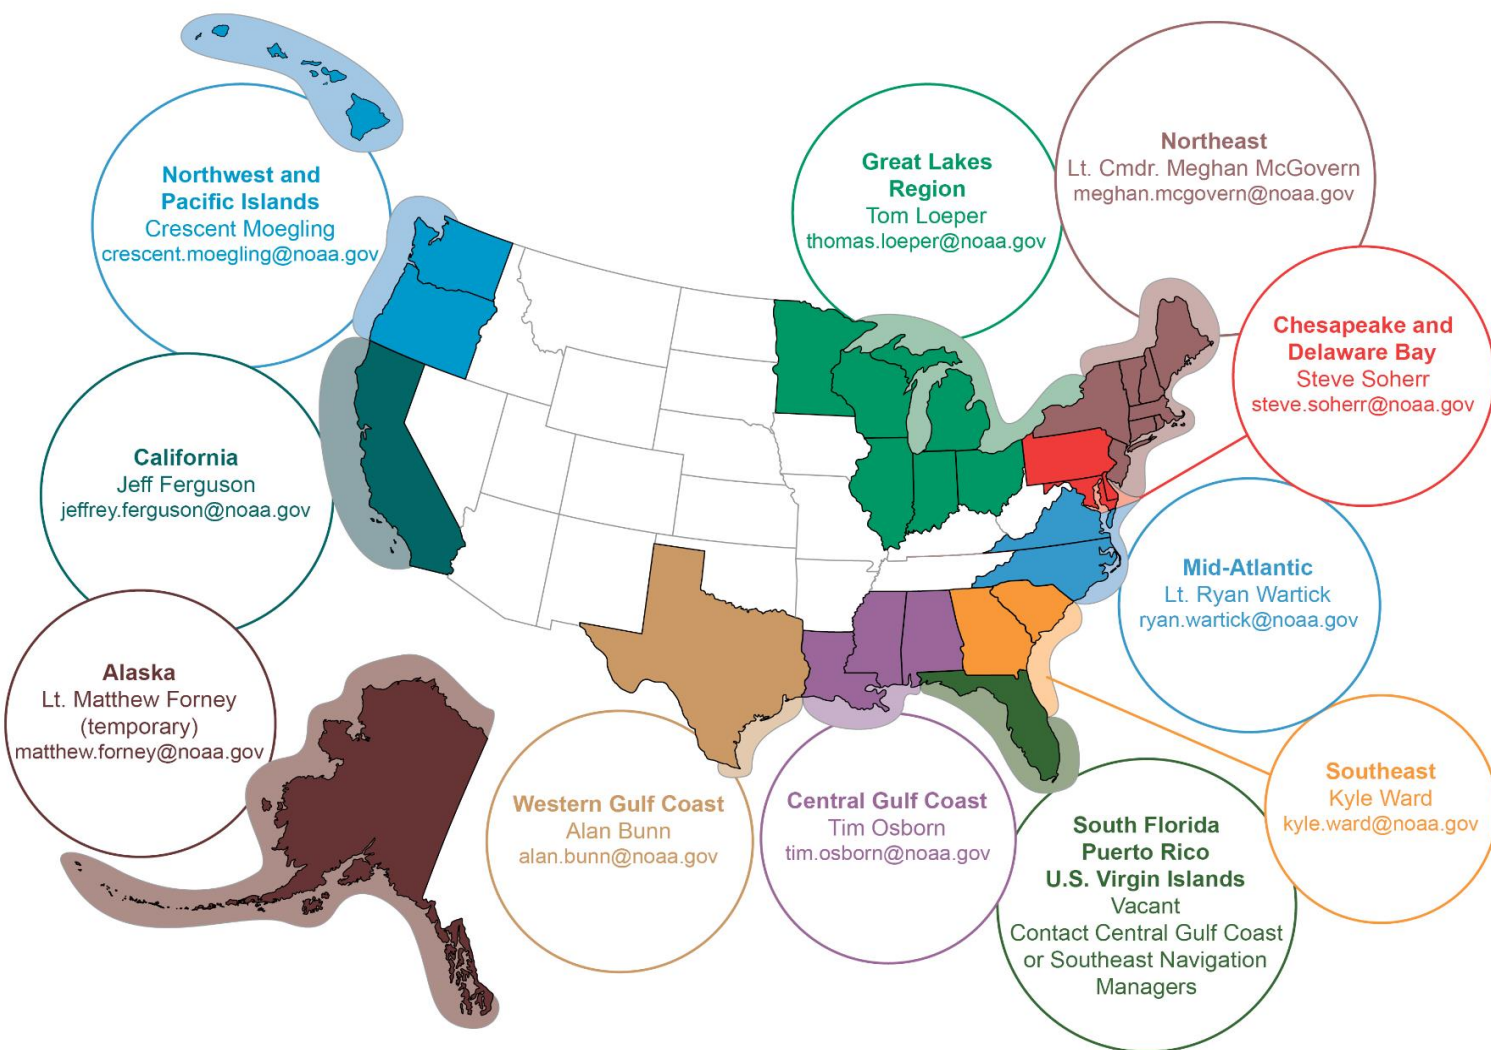 Northwest and
Pacific Islands
Crescent Moegling
crescent.moegling@noaa.gov
Great Lakes
Region
Tom Loeper
thomas.loeper@noaa.gov
Northeast
Lt. Cmdr. Meghan McGovern
meghan.mcgovern@noaa.gov
Chesapeake and
Delaware Bay
Steve Soherr
steve.soherr@noaa.gov
California
Jeff Ferguson
jeffrey.ferguson@noaa.gov
Mid-Atlantic
Lt. Ryan Wartick
ryan.wartick@noaa.gov
Alaska
Lt. Matthew Forney
(temporary)
matthew.forney@noaa.gov
Western Gulf Coast
Alan Bunn
alan.bunn@noaa.gov
Central Gulf Coast
Tim Osborn
tim.osborn@noaa.gov
South Florida
Puerto Rico
U.S. Virgin Islands
Vacant
Contact Central Gulf Coast
or Southeast Navigation
Managers
Southeast
Kyle Ward
kyle.ward@noaa.gov